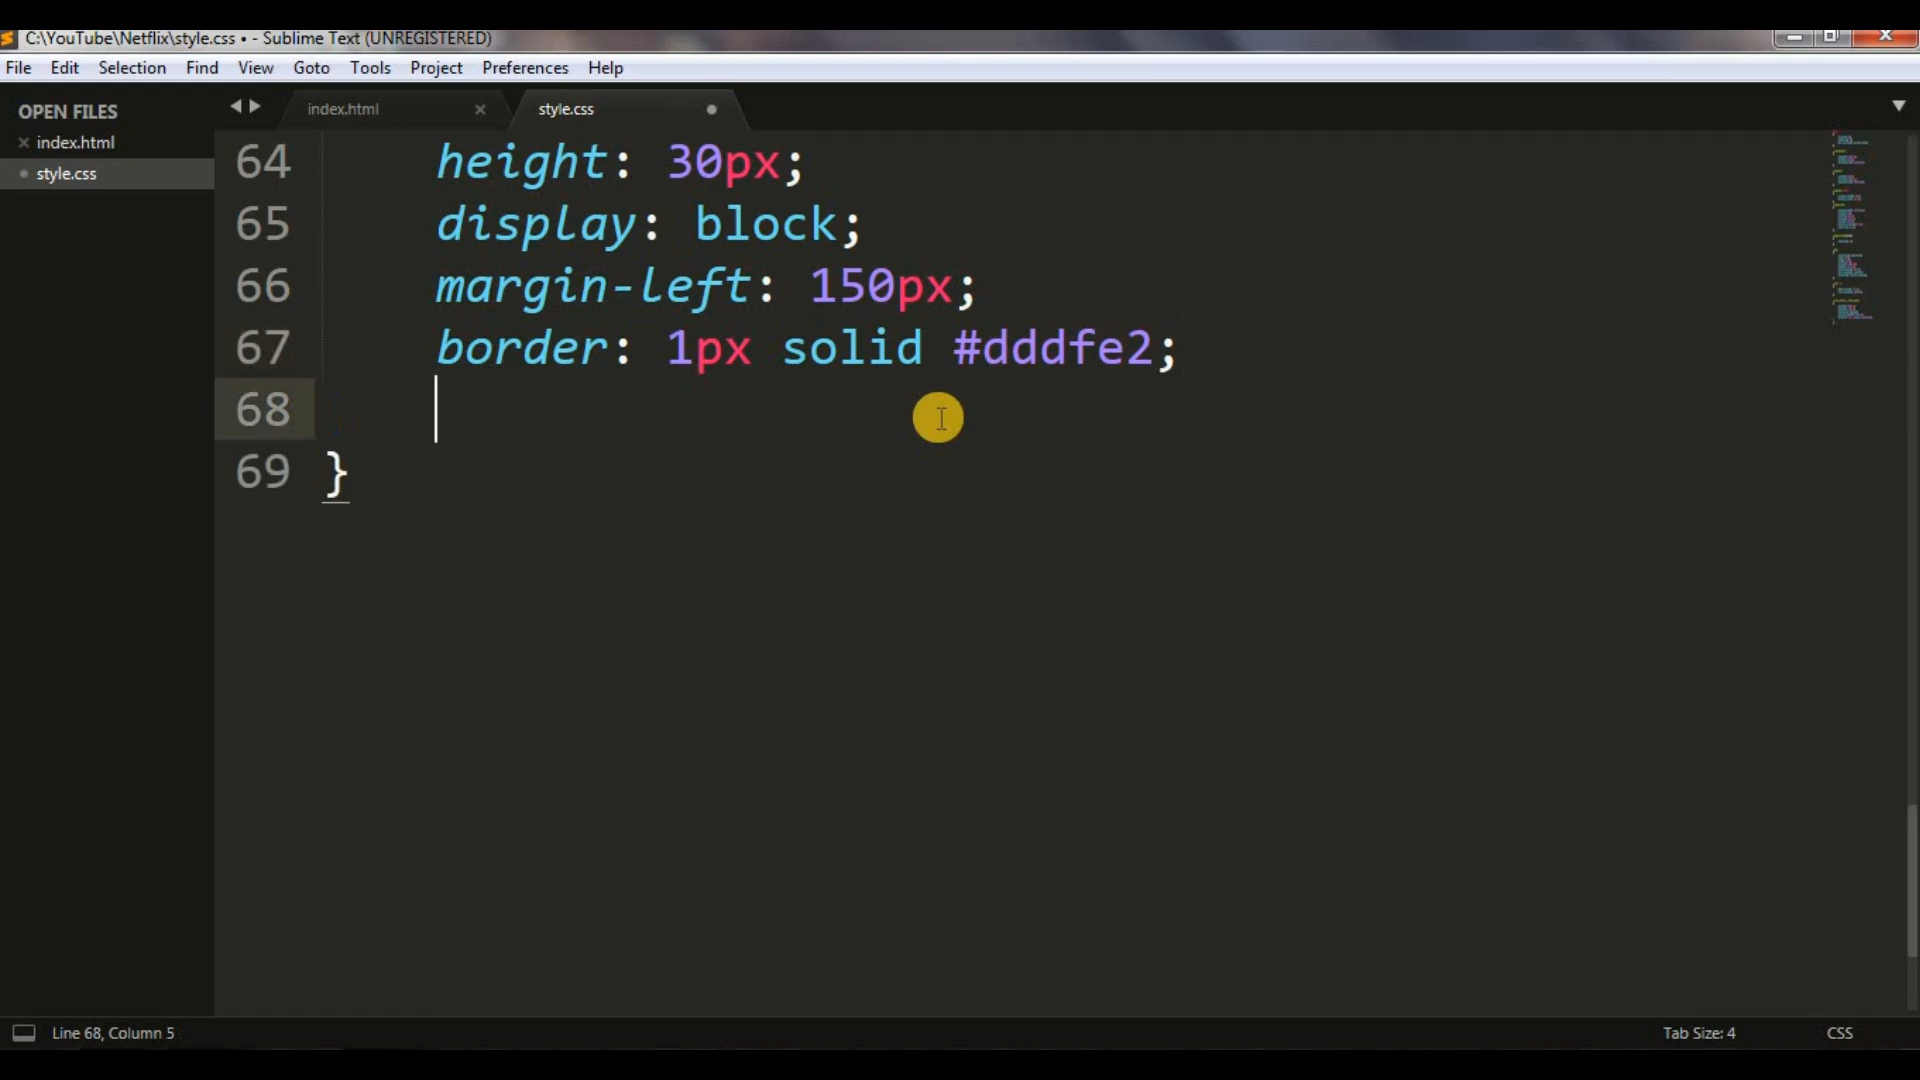 C:\YouTube\Netflix\style.css • - Sublime Text (UNREGISTERED)
File Edit Selection Find View Goto Tools Project Preferences Help
OPEN FILES
index.html
style.css
index.html
style.css
64 height: 30px;
65 display: block;
66 margin-left: 150px;
67 border: 1px solid #dddfe2;
68
69 }
Line 68, Column 5
Tab Size: 4
CSS